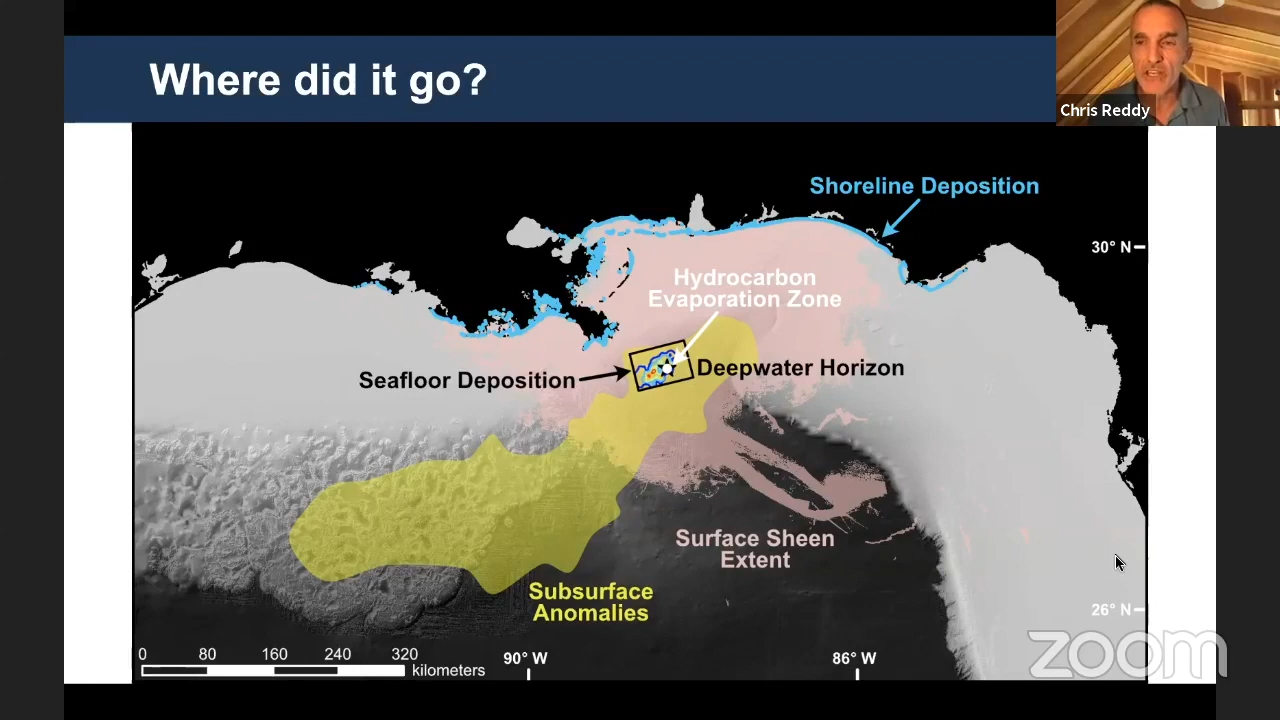 Where did it go?
Chris Reddy
Shoreline Deposition
30° N
Hydrocarbon
Evaporation Zone
Seafloor Deposition
Deepwater Horizon
Surface Sheen
Extent
Subsurface
Anomalies
26° N
0 80 160 240 320
kilometers
90° W
86° W
zoom